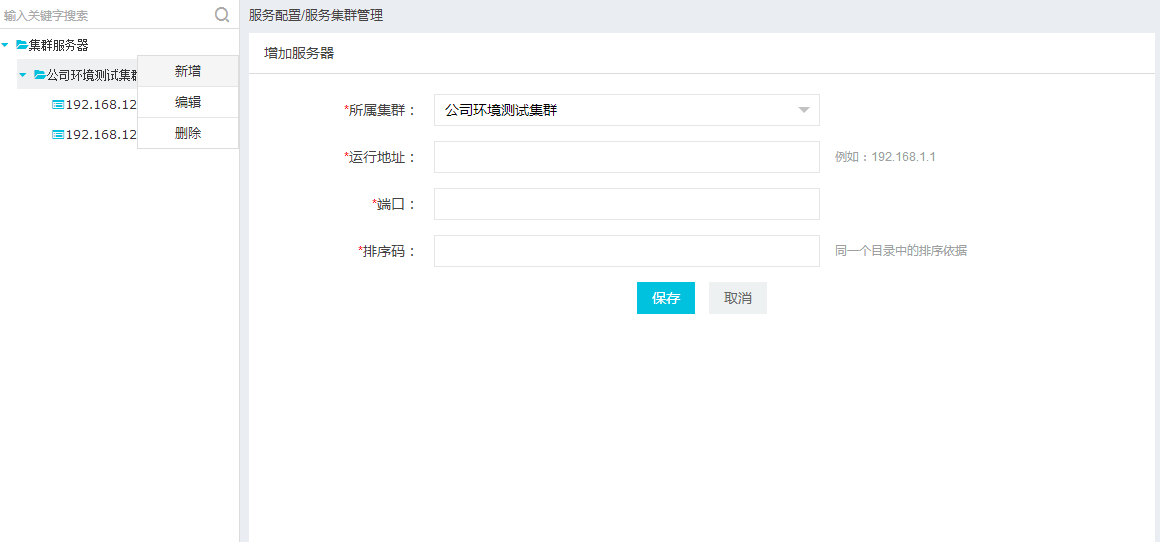 输入关键字搜索
集群服务器
公司环境测试集群
192.168.12
192.168.12
新增
编辑
删除
服务配置/服务集群管理
增加服务器
*所属集群： 公司环境测试集群
*运行地址： 例如：192.168.1.1
*端口：
*排序码： 同一个目录中的排序依据
保存 取消